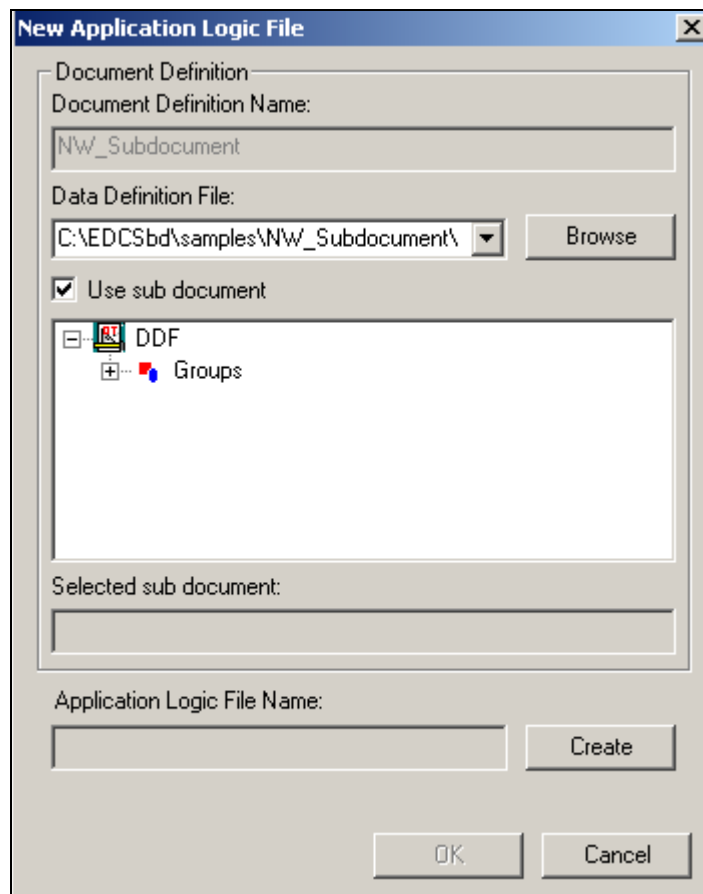 New Application Logic File
Document Definition
Document Definition Name:
NW_Subdocument
Data Definition File:
C:\EDCSbd\samples\NW_Subdocument\
Browse
Use sub document
DDF
Groups
Selected sub document:
Application Logic File Name:
Create
OK
Cancel